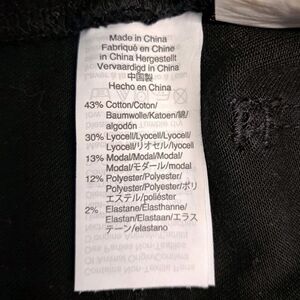 Made in China
Fabriqué en Chine
in China Hergestellt
Vervaardigd in China
中国製
Hecho en China
43% Cotton/Coton/
Baumwolle/Katoen/綿/
algodón
30% Lyocell/Lyocell/Lyocell/
Lyocell/リオセル/lyocell
13% Modal/Modal/Modal/
Modal/モダール/modal
12% Polyester/Polyester/
Polyester/Polyester/ポリ
エステル/poliéster
2% Elastane/Élasthanne/
Elastan/Elastaan/エラス
テーン/elastano